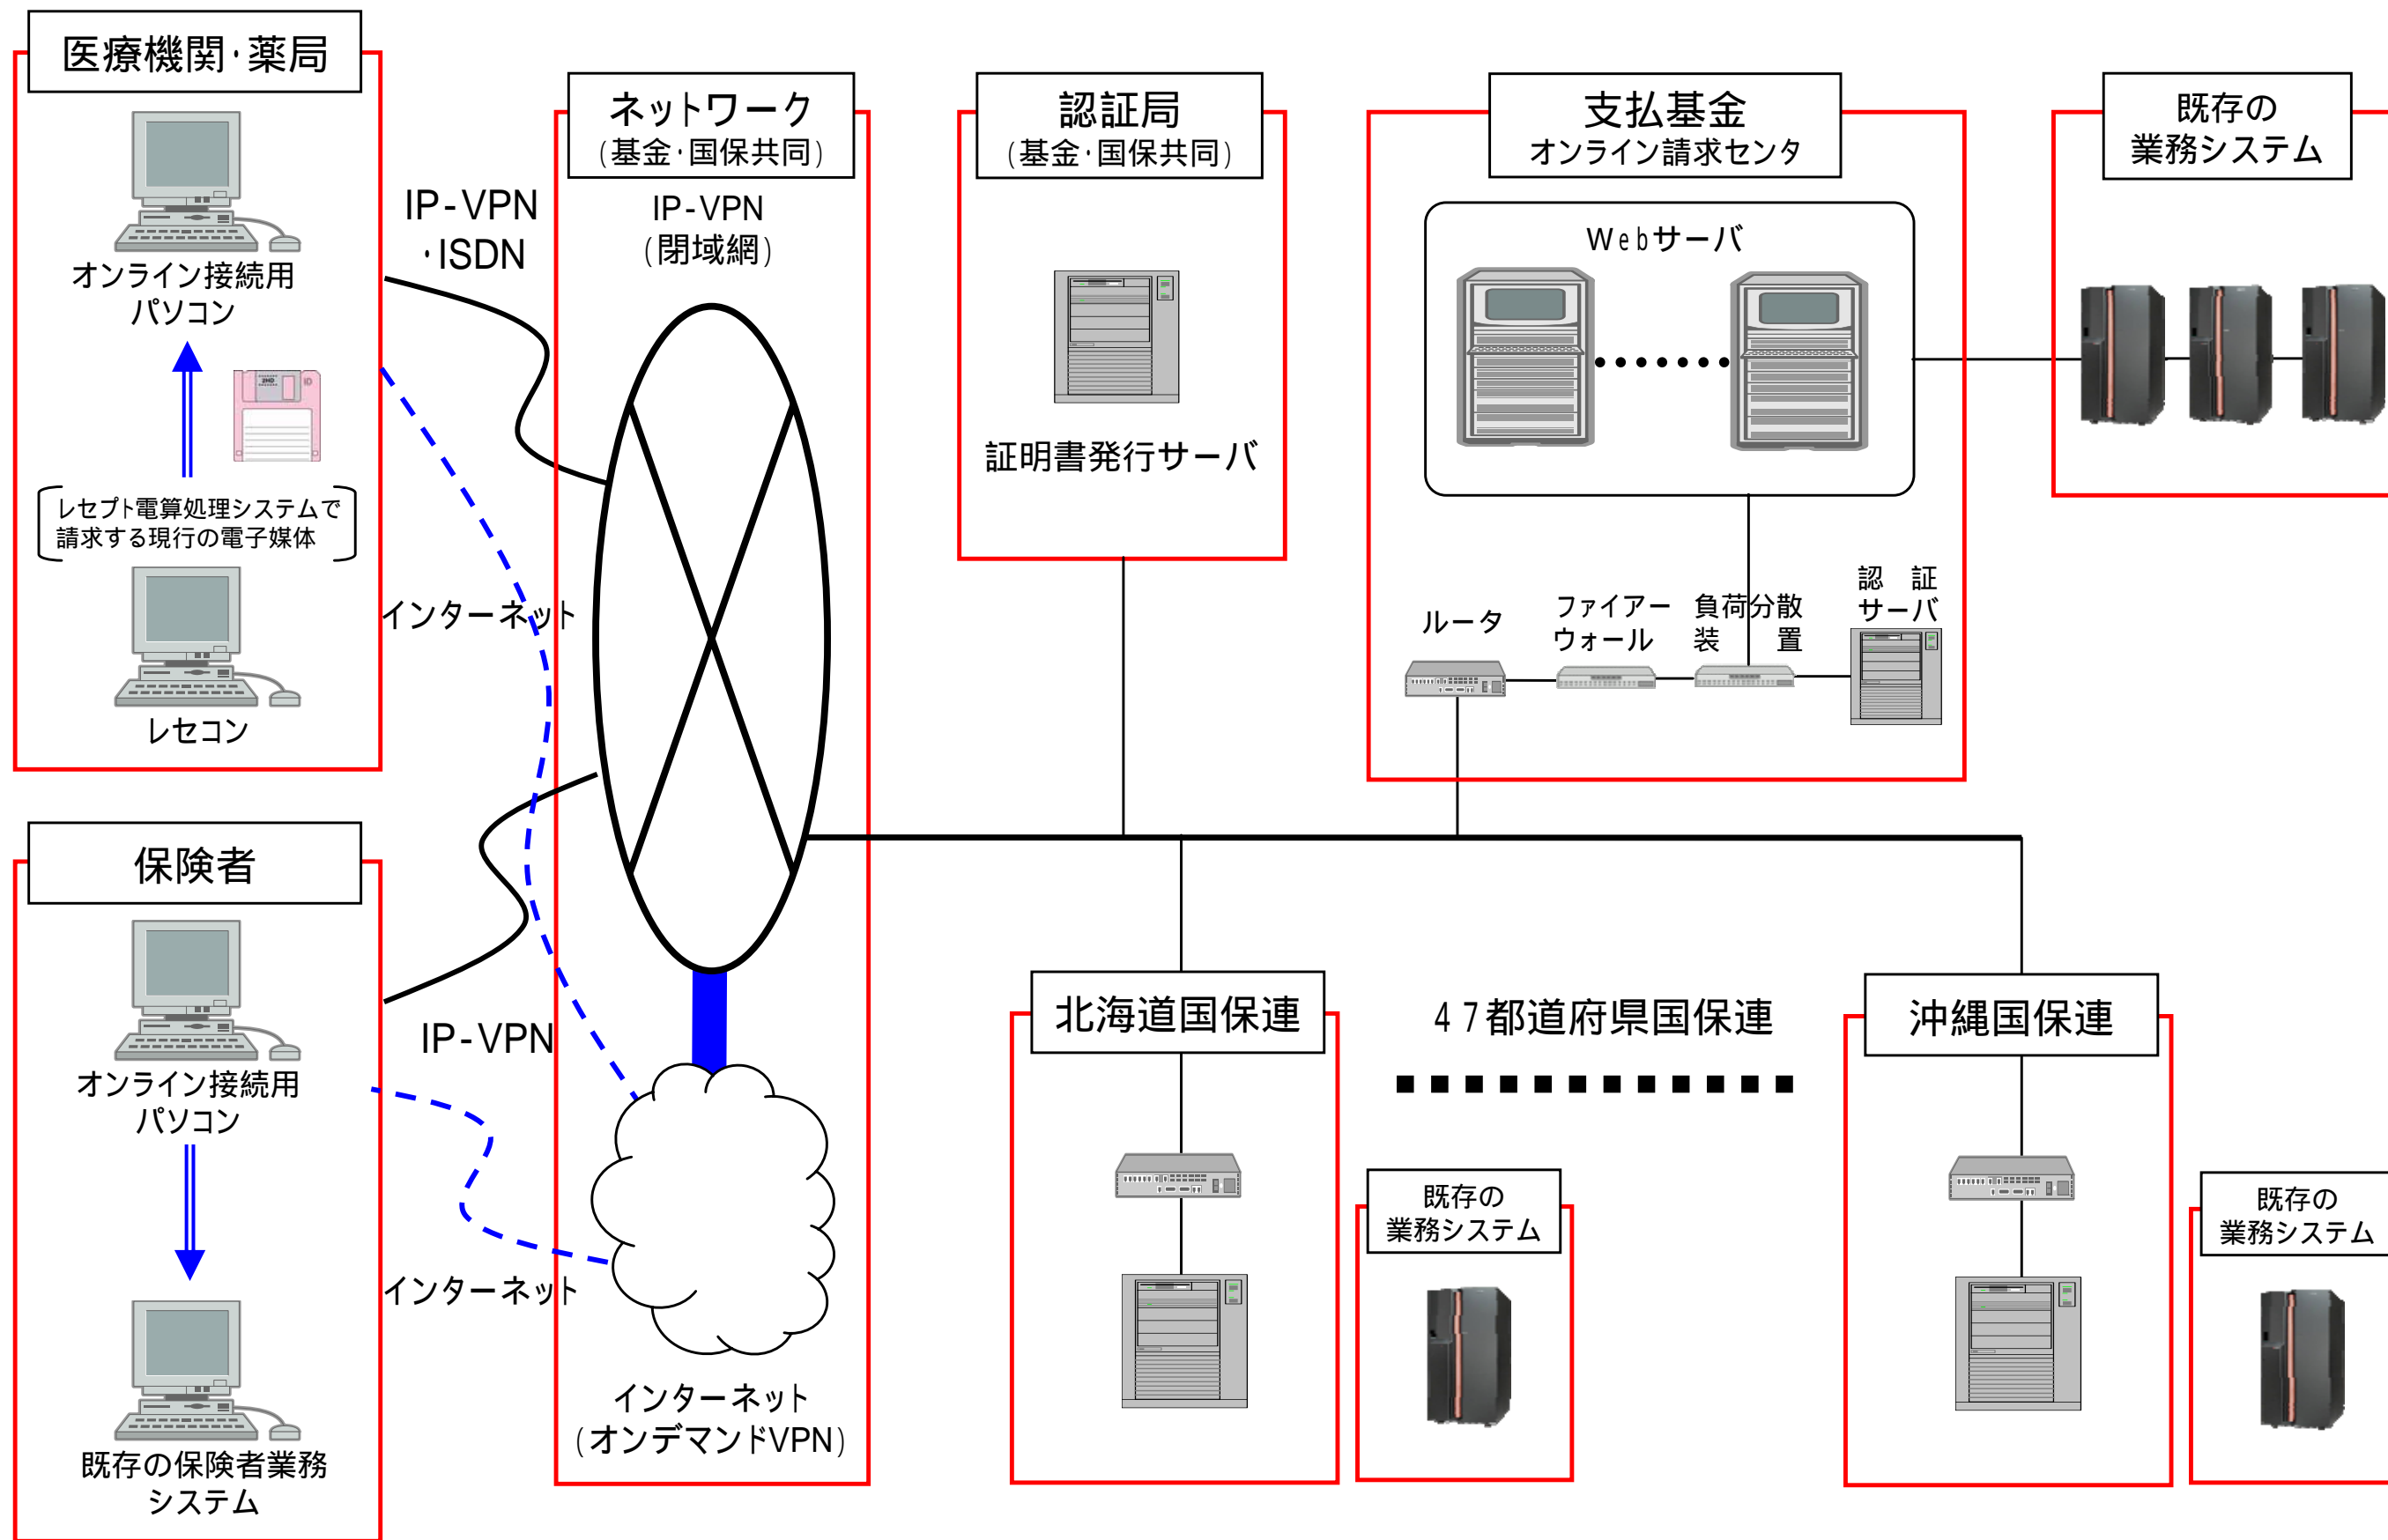 医療機関・薬局
オンライン接続用
パソコン
レセプト電算処理システムで
請求する現行の電子媒体
レセコン
保険者
オンライン接続用
パソコン
既存の保険者業務
システム
IP-VPN
・ISDN
インターネット
IP-VPN
インターネット
ネットワーク
(基金・国保共同)
IP-VPN
(閉域網)
インターネット
(オンデマンドVPN)
認証局
(基金・国保共同)
証明書発行サーバ
支払基金
オンライン請求センタ
Webサーバ
ルータ
ファイアー
ウォール
負荷分散
装　置
認　証
サーバ
既存の
業務システム
北海道国保連
47都道府県国保連
沖縄国保連
既存の
業務システム
既存の
業務システム